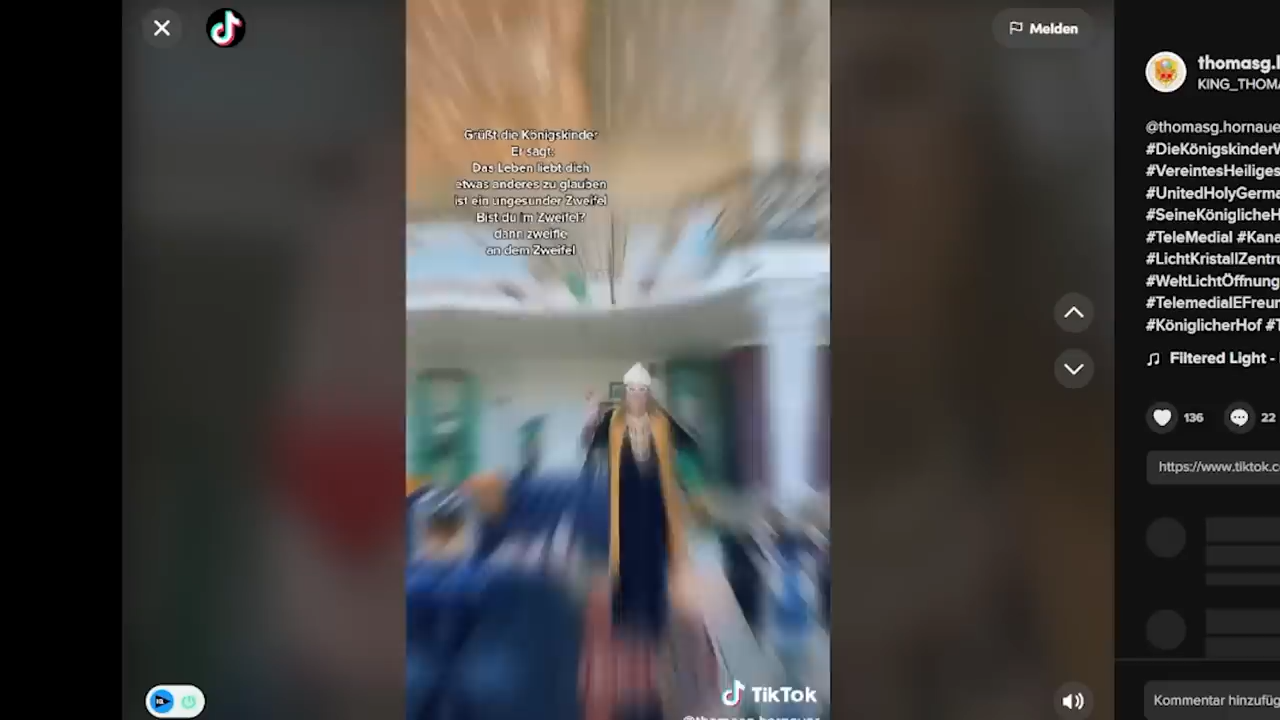 Melden
Grüßt die Königskinder
Er sagt:
Das Leben liebt dich
etwas anderes zu glauben
ist ein ungesunder Zweifel
Bist du im Zweifel?
dann zweifle
an dem Zweifel
TikTok
@thomasg.hornauer
thomasg.h
KING_THOMA
@thomasg.hornaue
#DieKönigskinderW
#VereintesHeiliges
#UnitedHolyGerma
#SeineKöniglicheH
#TeleMedial #Kana
#LichtKristallZentru
#WeltLichtÖffnung
#TelemedialEFreun
#KöniglicherHof #T
Filtered Light -
136
22
https://www.tiktok.c
Kommentar hinzufüg